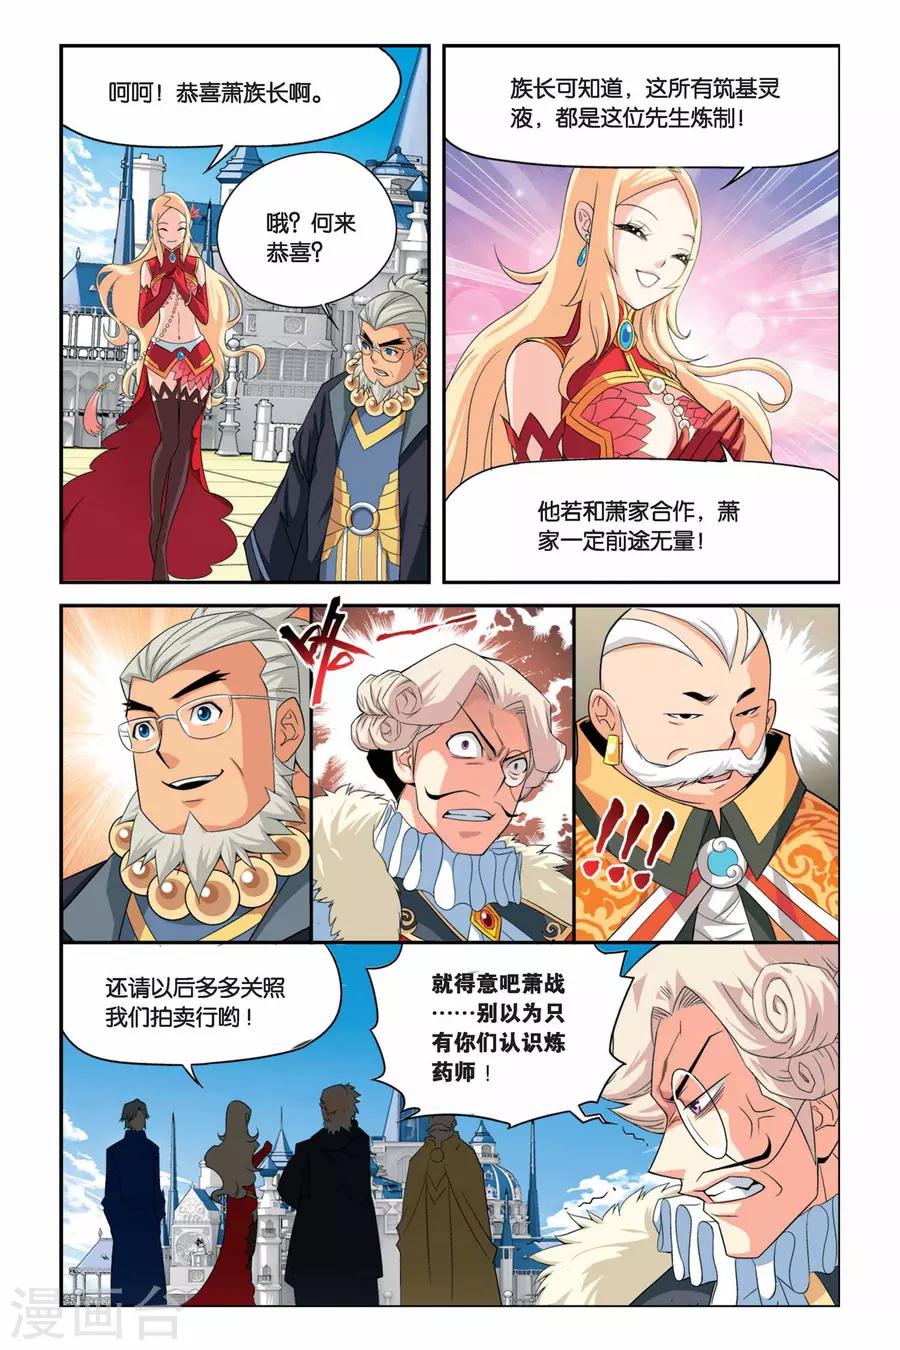 呵呵！恭喜萧族长啊。
哦？何来
恭喜？
族长可知道，这所有筑基灵
液，都是这位先生炼制！
他若和萧家合作，萧
家一定前途无量！
!!!
还请以后多多关照
我们拍卖行哟！
就得意吧萧战
……别以为只
有你们认识炼
药师！
漫画台